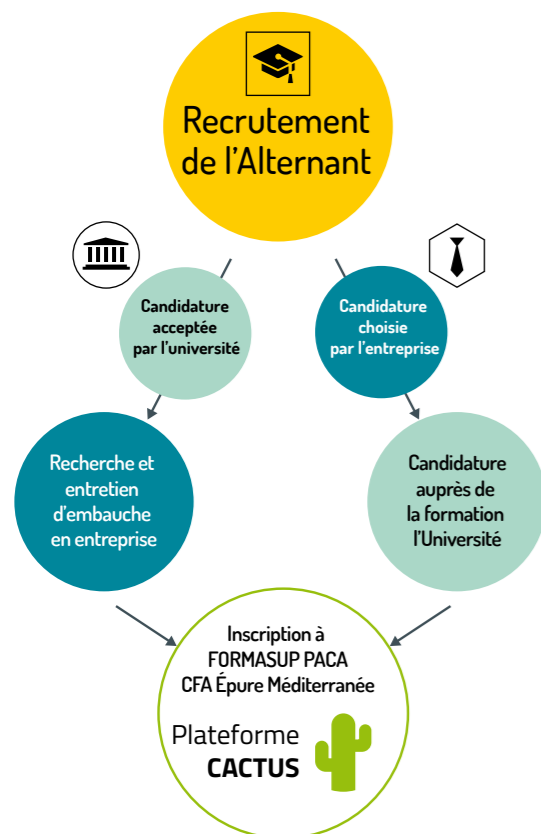 Recrutement
de l'Alternant
Candidature
acceptée
par l'université
Candidature
choisie
par l'entreprise
Recherche et
entretien
d'embauche
en entreprise
Candidature
auprès de
la formation
l'Université
Inscription à
FORMASUP PACA
CFA Épure Méditerranée
Plateforme
CACTUS